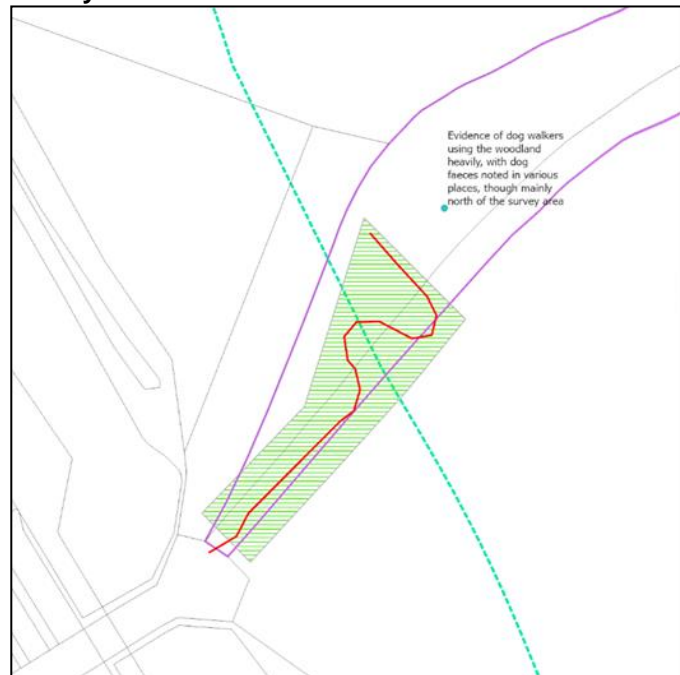 Evidence of dog walkers
using the woodland
heavily, with dog
faeces noted in various
places, though mainly
north of the survey area